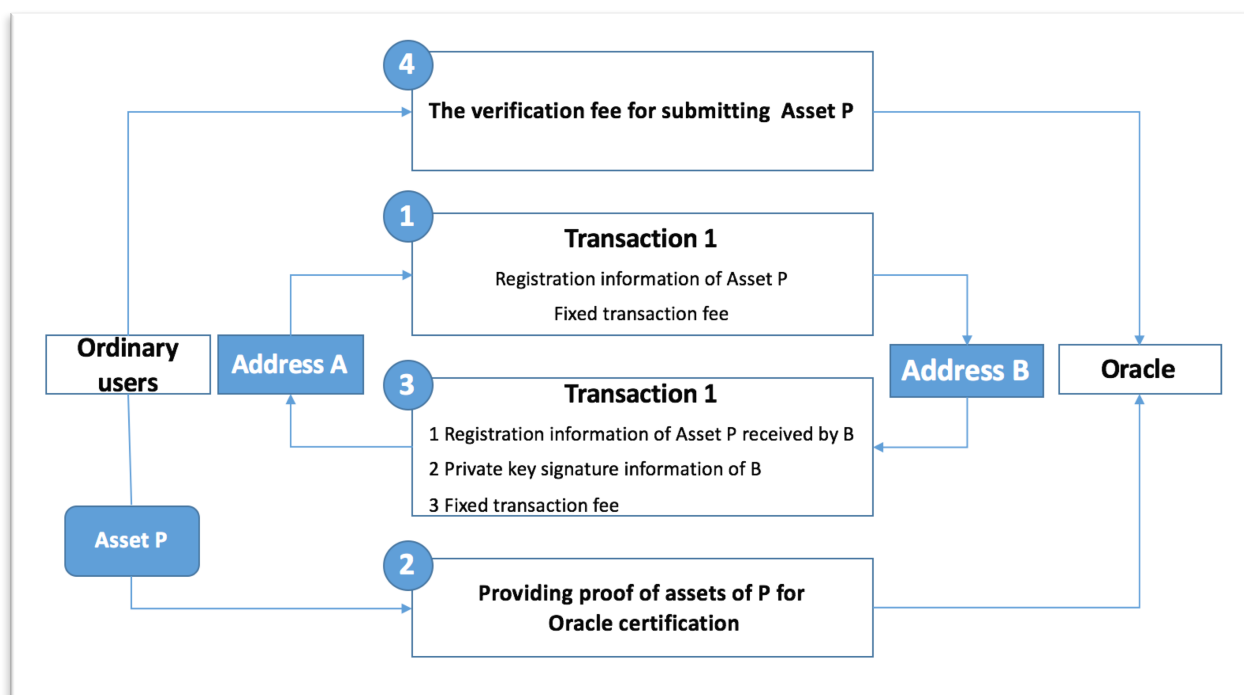 4
The verification fee for submitting Asset P
1
Transaction 1
Registration information of Asset P
Fixed transaction fee
Ordinary
users
Address A
Address B
Oracle
3
Transaction 1
1 Registration information of Asset P received by B
2 Private key signature information of B
3 Fixed transaction fee
Asset P
2
Providing proof of assets of P for
Oracle certification